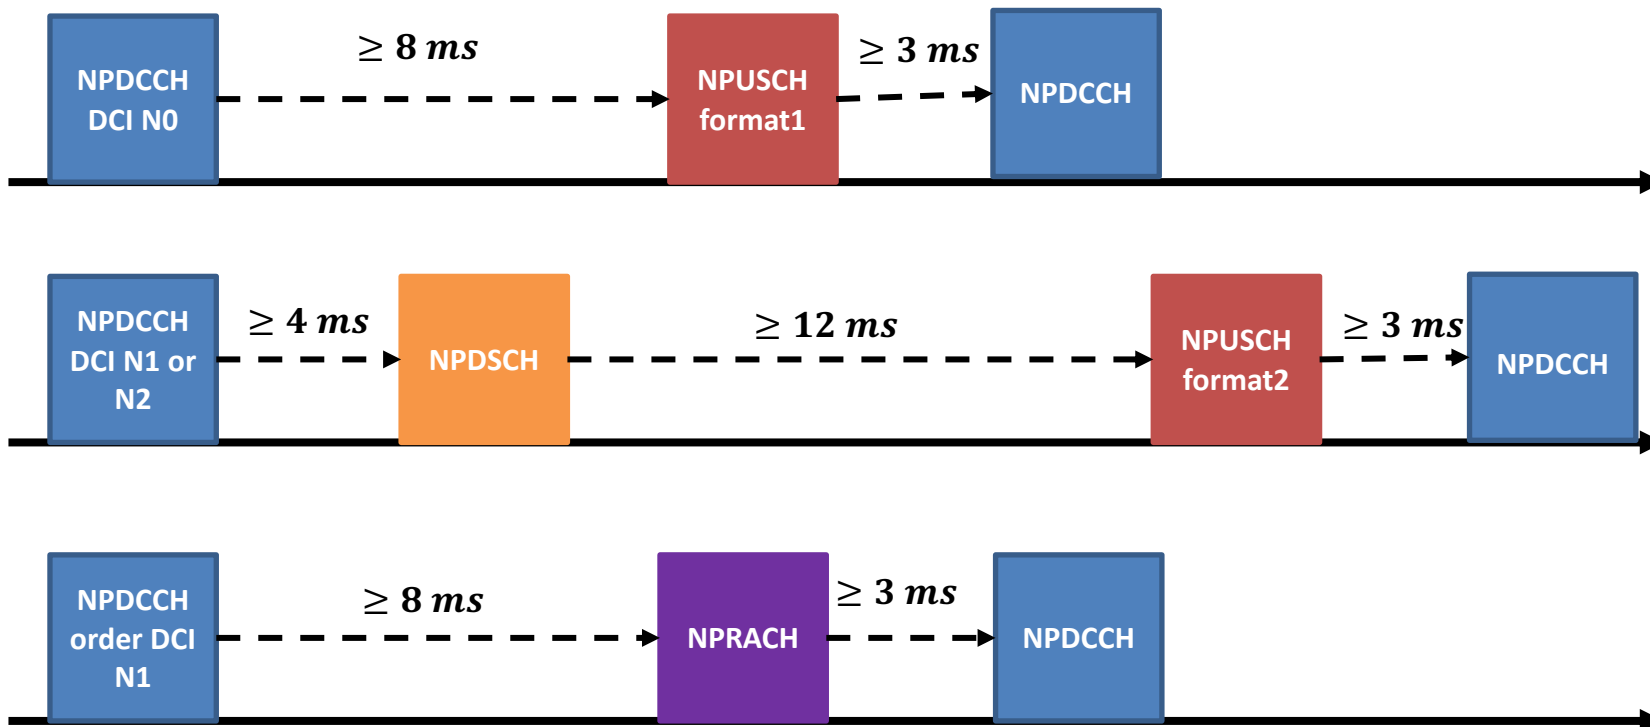 ≥ 8 ms
≥ 3 ms
NPDCCH
DCI N0
NPUSCH
format1
NPDCCH
≥ 4 ms
≥ 12 ms
≥ 3 ms
NPDCCH
DCI N1 or
N2
NPDSCH
NPUSCH
format2
NPDCCH
≥ 8 ms
≥ 3 ms
NPDCCH
order DCI
N1
NPRACH
NPDCCH